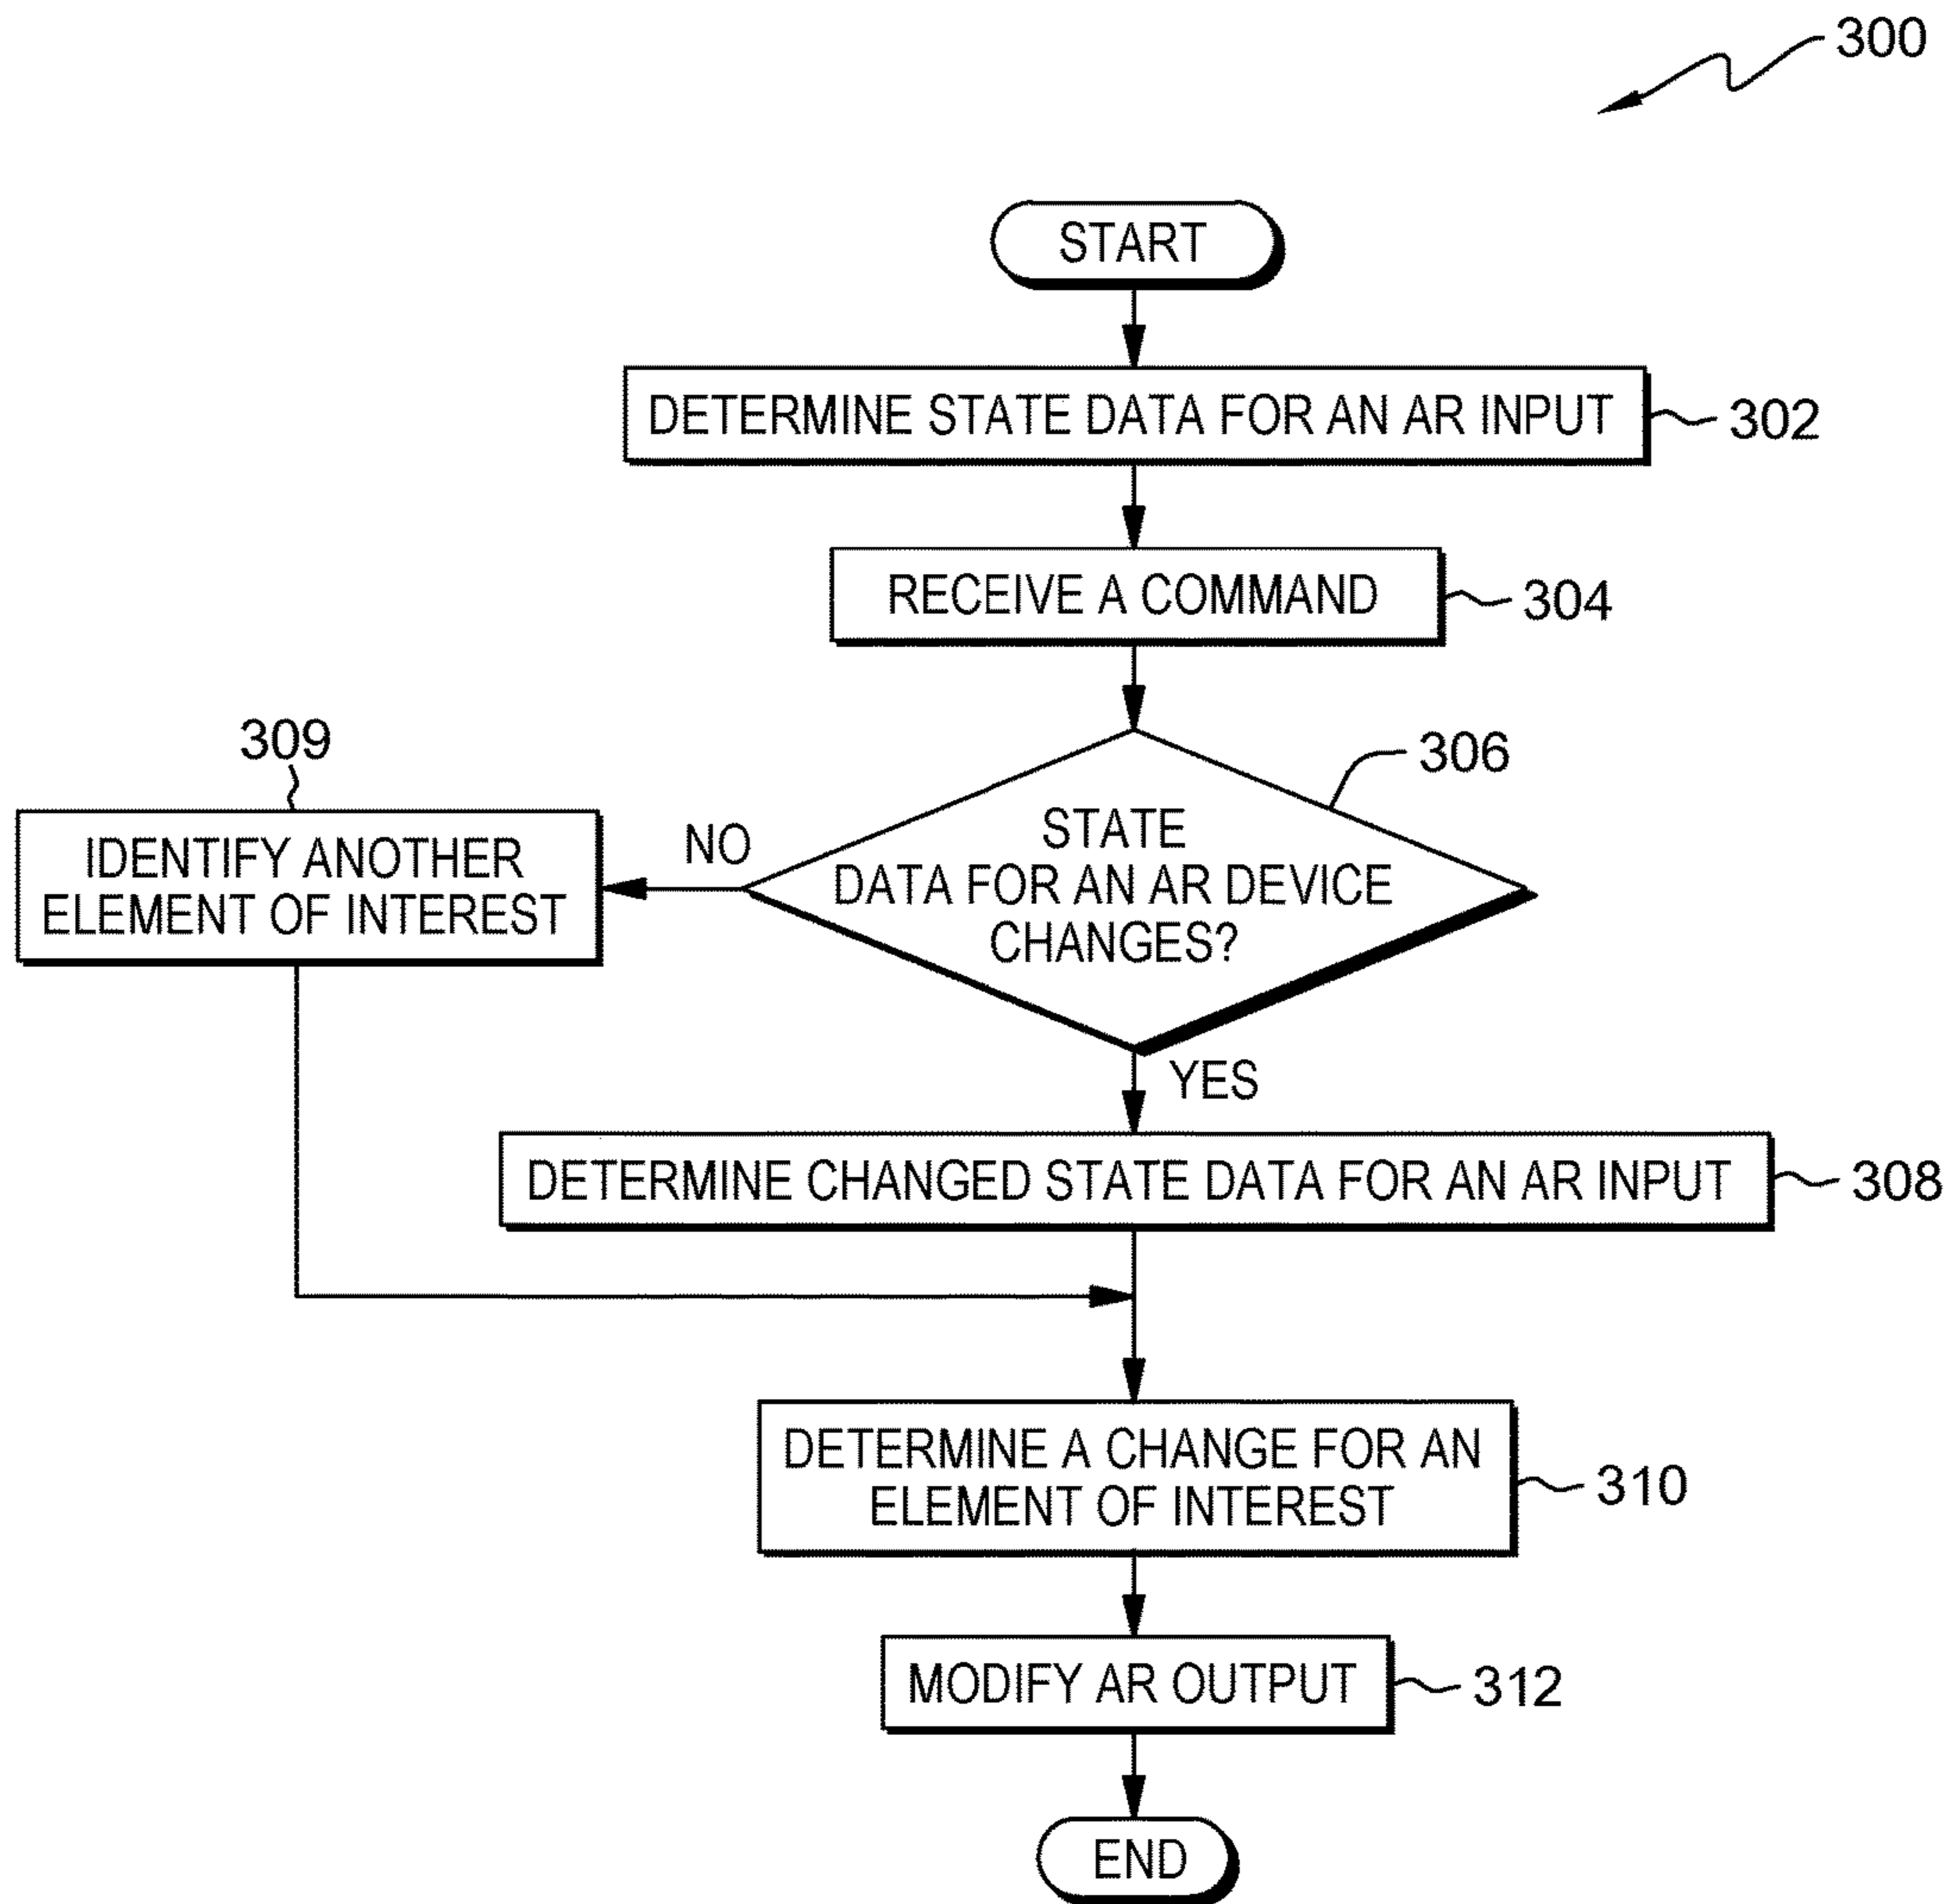 300
START
DETERMINE STATE DATA FOR AN AR INPUT
302
RECEIVE A COMMAND
304
309
306
IDENTIFY ANOTHER
ELEMENT OF INTEREST
NO
STATE
DATA FOR AN AR DEVICE
CHANGES?
YES
DETERMINE CHANGED STATE DATA FOR AN AR INPUT
308
DETERMINE A CHANGE FOR AN
ELEMENT OF INTEREST
310
MODIFY AR OUTPUT
312
END